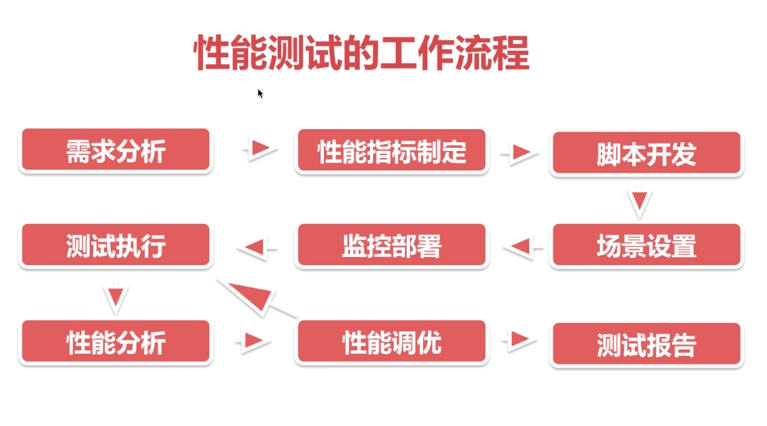 性能测试的工作流程
需求分析
性能指标制定
脚本开发
测试执行
监控部署
场景设置
性能分析
性能调优
测试报告